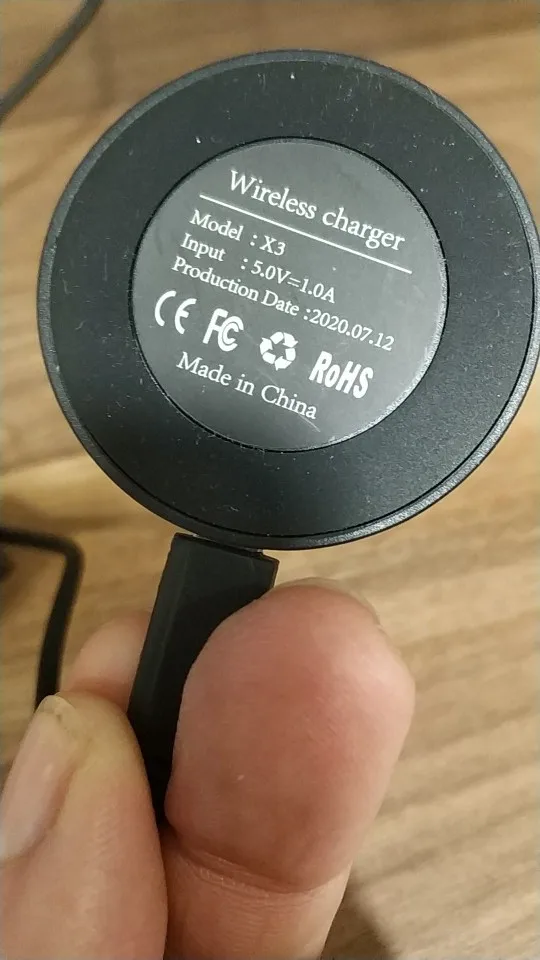 Wireless charger
Model : X3
Input : 5.0V=1.0A
Production Date :2020.07.12
CE FC RoHS
Made in China